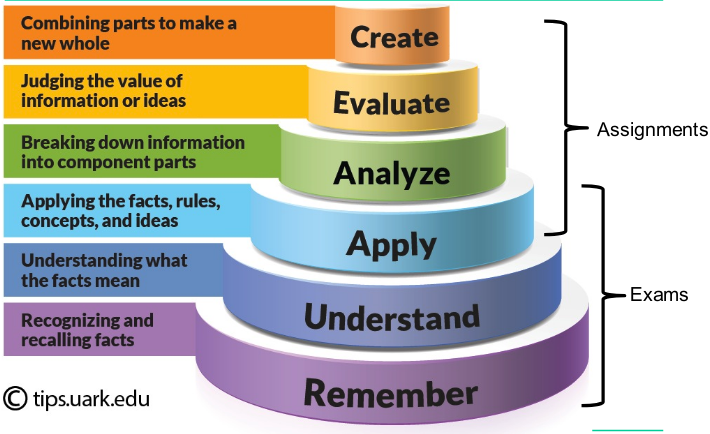 Combining parts to make a
new whole
Create
Judging the value of
information or ideas
Evaluate
Breaking down information
into component parts
Analyze
Applying the facts, rules,
concepts, and ideas
Apply
Understanding what
the facts mean
Understand
Recognizing and
recalling facts
Remember
Assignments
Exams
© tips.uark.edu